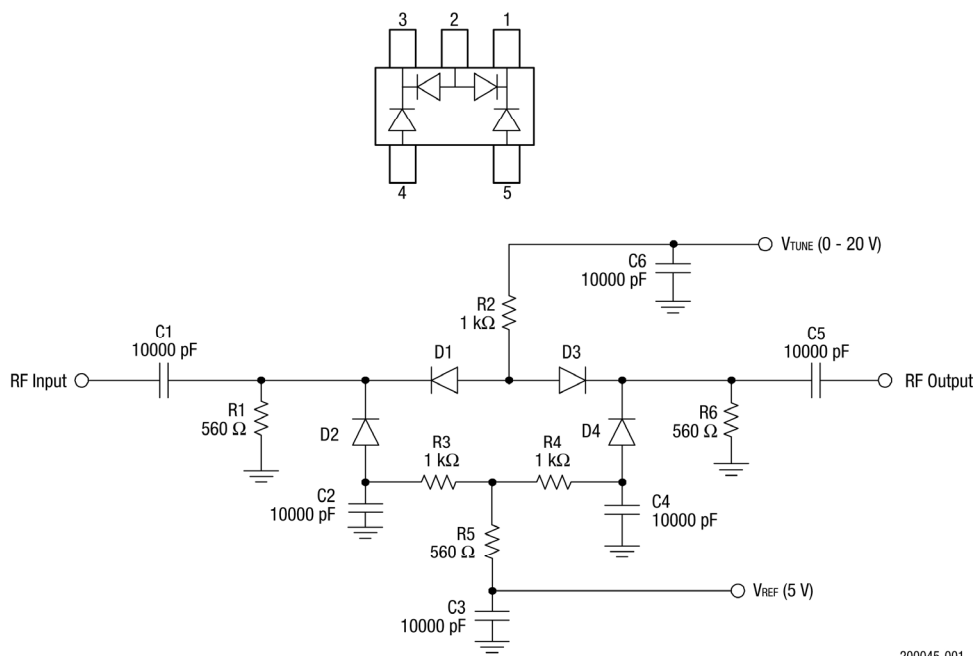 3 2 1
4 5
VTUNE (0 - 20 V)
C6
10000 pF
R2
1 kΩ
C1
10000 pF
D1
D3
C5
10000 pF
RF Input
RF Output
R1
560 Ω
D2
D4
R6
560 Ω
R3
1 kΩ
R4
1 kΩ
C2
10000 pF
C4
10000 pF
R5
560 Ω
VREF (5 V)
C3
10000 pF
200045-001